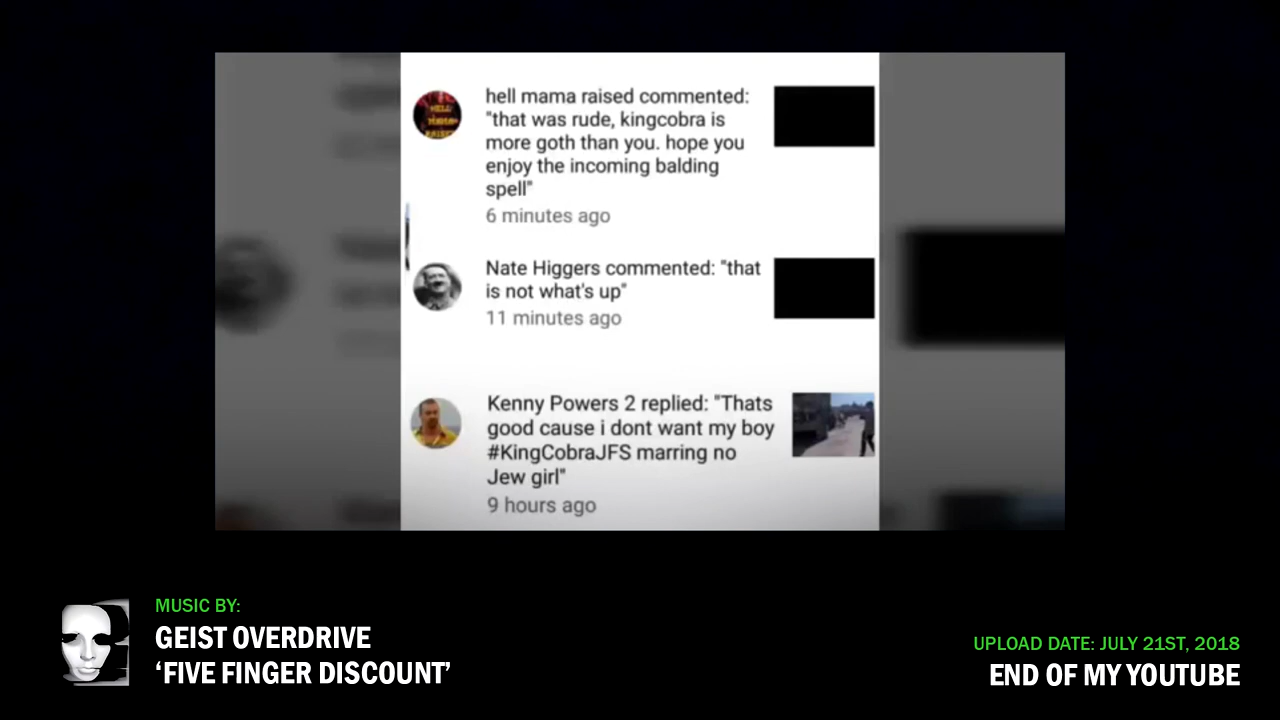 hell mama raised commented:
"that was rude, kingcobra is
more goth than you. hope you
enjoy the incoming balding
spell"
6 minutes ago
Nate Higgers commented: "that
is not what's up"
11 minutes ago
Kenny Powers 2 replied: "Thats
good cause i dont want my boy
#KingCobraJFS marring no
Jew girl"
9 hours ago
MUSIC BY:
GEIST OVERDRIVE
‘FIVE FINGER DISCOUNT’
UPLOAD DATE: JULY 21ST, 2018
END OF MY YOUTUBE